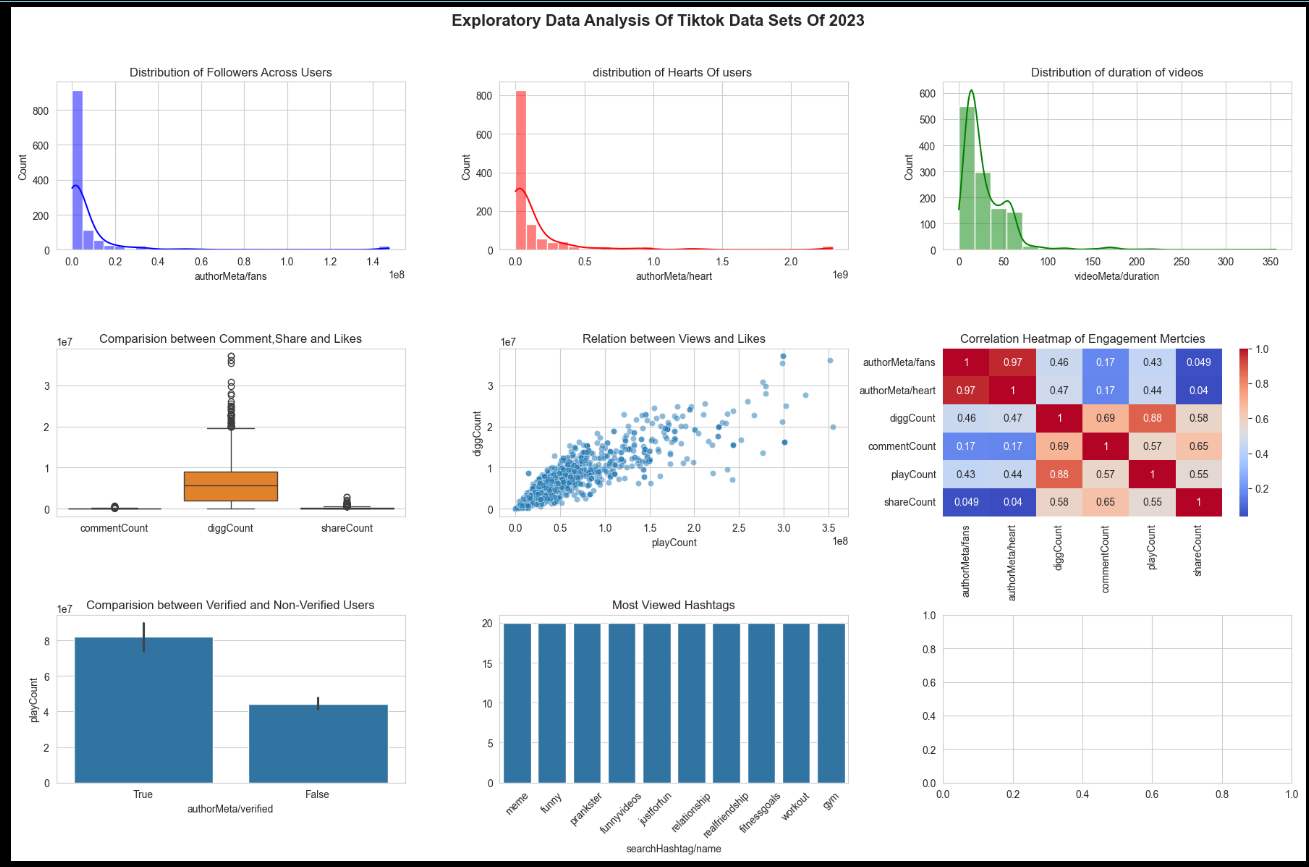 Exploratory Data Analysis Of Tiktok Data Sets Of 2023
Distribution of Followers Across Users
Count
800
600
400
200
0
0.0 0.2 0.4 0.6 0.8 1.0 1.2 1.4
1e8
authorMeta/fans
distribution of Hearts Of users
Count
800
600
400
200
0
0.0 0.5 1.0 1.5 2.0
1e9
authorMeta/heart
Distribution of duration of videos
Count
600
500
400
300
200
100
0
0 50 100 150 200 250 300 350
videoMeta/duration
Comparision between Comment,Share and Likes
1e7
3
2
1
0
commentCount diggCount shareCount
Relation between Views and Likes
1e7
diggCount
3
2
1
0
0.0 0.5 1.0 1.5 2.0 2.5 3.0 3.5
1e8
playCount
Correlation Heatmap of Engagement Mertcies
authorMeta/fans 1 0.97 0.46 0.17 0.43 0.049
authorMeta/heart 0.97 1 0.47 0.17 0.44 0.04
diggCount 0.46 0.47 1 0.69 0.88 0.58
commentCount 0.17 0.17 0.69 1 0.57 0.65
playCount 0.43 0.44 0.88 0.57 1 0.55
shareCount 0.049 0.04 0.58 0.65 0.55 1
authorMeta/fans authorMeta/heart diggCount commentCount playCount shareCount
1.0
0.8
0.6
0.4
0.2
Comparision between Verified and Non-Verified Users
1e7
playCount
8
6
4
2
0
True False
authorMeta/verified
Most Viewed Hashtags
20
15
10
5
0
meme funny prankster funnyvideos justforfun relationship realfriendship fitnessgoals workout gym
searchHashtag/name
1.0
0.8
0.6
0.4
0.2
0.0
0.0 0.2 0.4 0.6 0.8 1.0